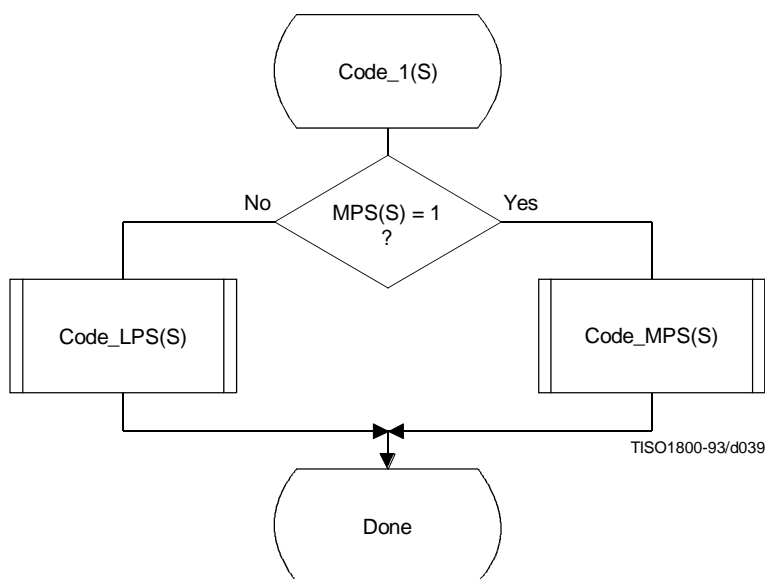 Code_1(S)
No
MPS(S) = 1
?
Yes
Code_LPS(S)
Code_MPS(S)
TISO1800-93/d039
Done